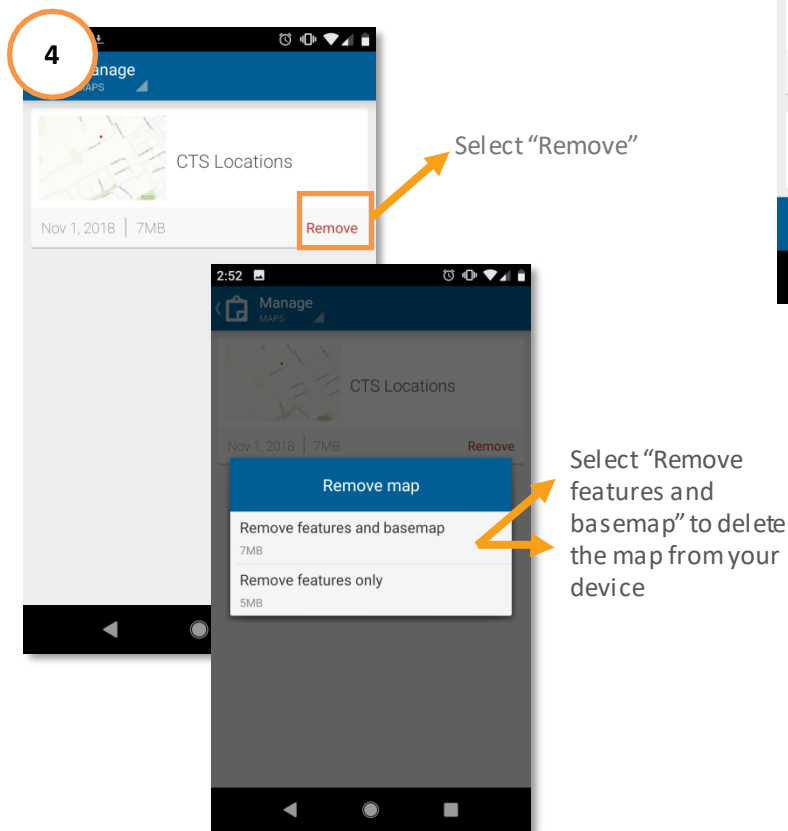 4
anage
MAPS
CTS Locations
Nov 1, 2018 | 7MB
Remove
Select “Remove”
2:52
Manage
MAPS
CTS Locations
Nov 1, 2018 | 7MB
Remove
Remove map
Remove features and basemap
7MB
Remove features only
5MB
Select “Remove
features and
basemap” to delete
the map from your
device